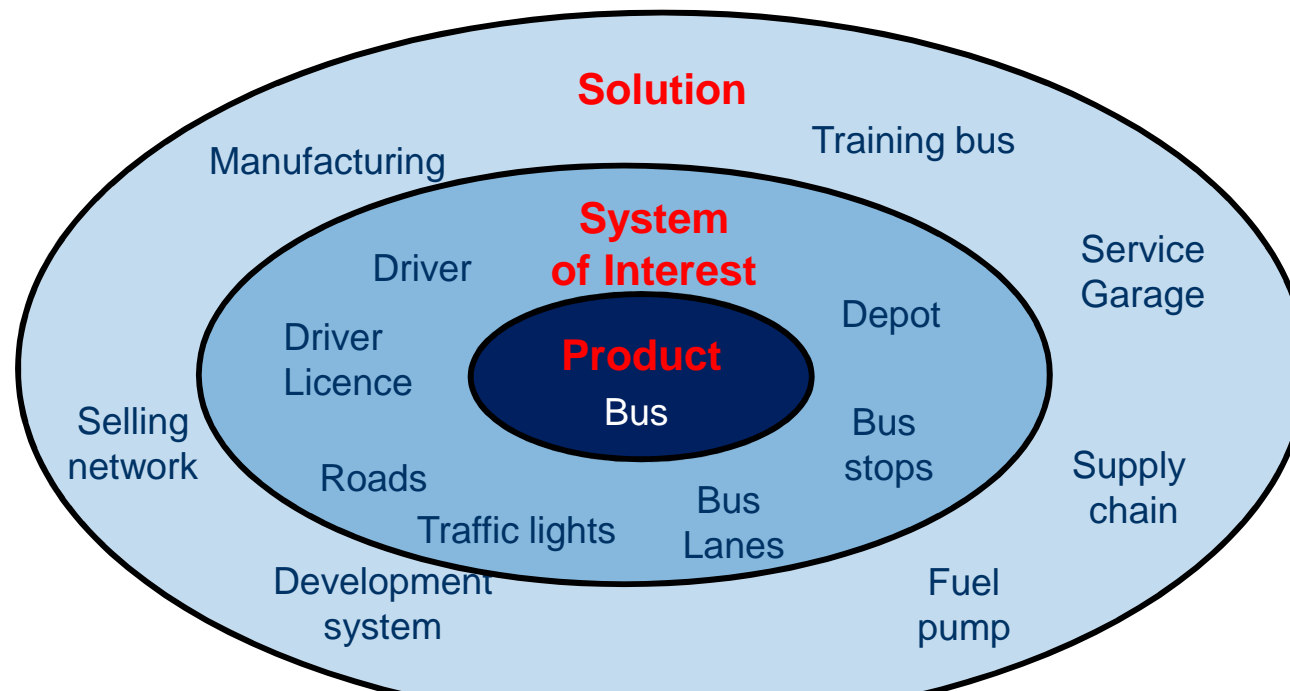 Solution
Manufacturing
Training bus
System
of Interest
Driver
Service
Garage
Depot
Driver
Licence
Product
Bus
Selling
network
Bus
stops
Roads
Supply
chain
Traffic lights
Bus
Lanes
Development
system
Fuel
pump